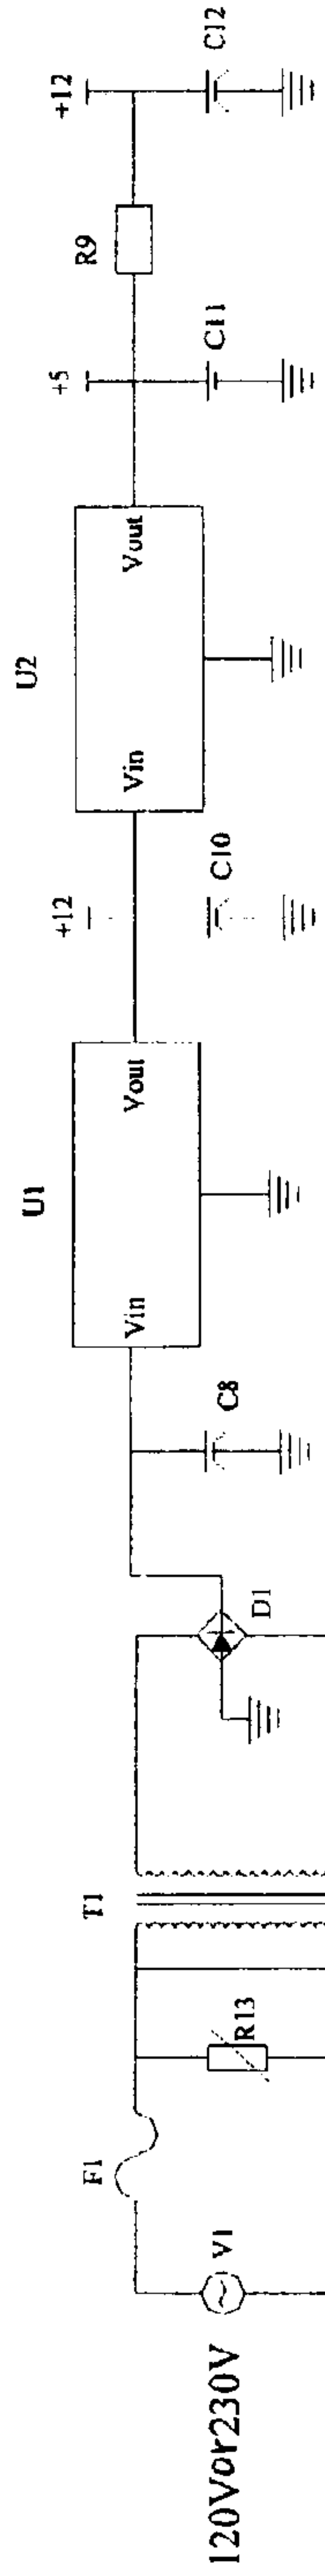 120Vor230V
V1
F1
R13
T1
D1
C8
U1
Vin
Vout
+12
C10
U2
Vin
Vout
+5
C11
R9
+12
C12